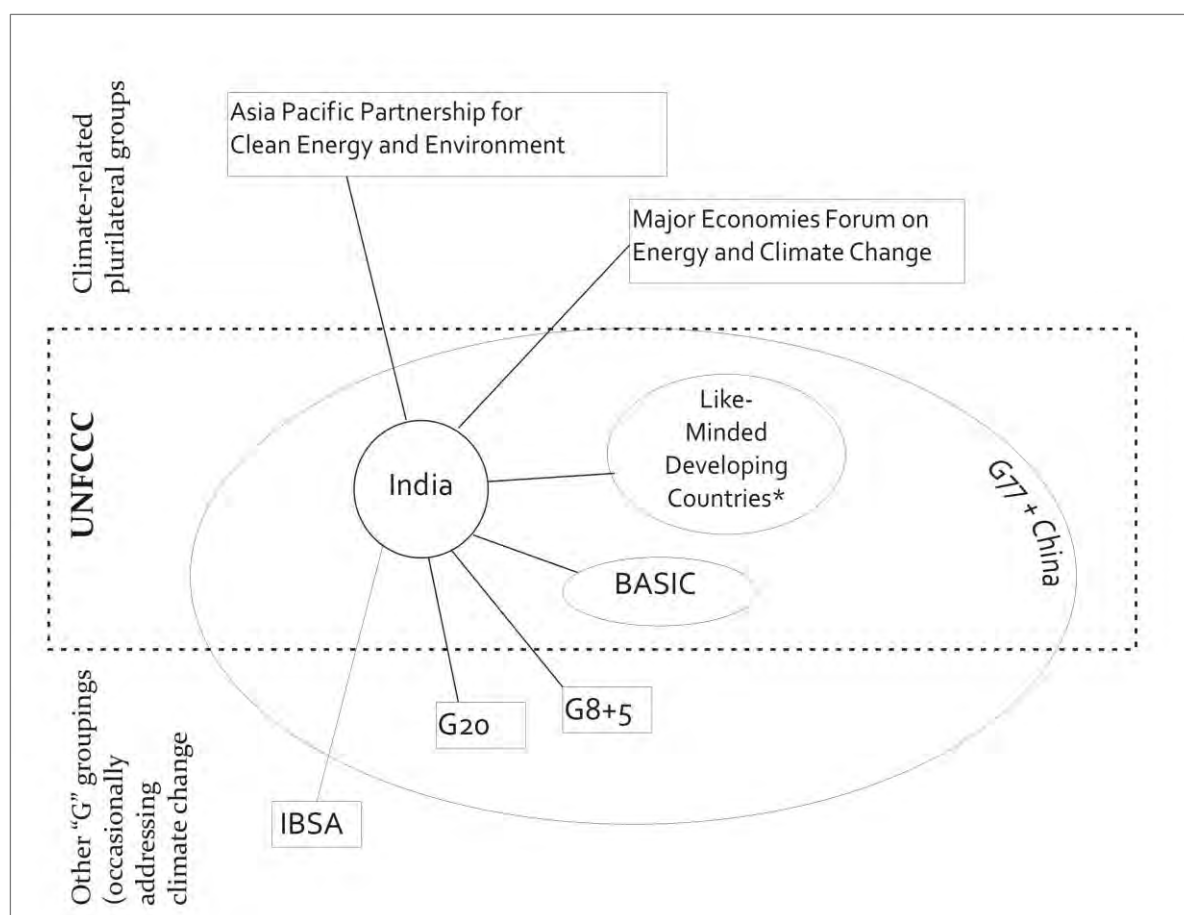 Climate-related
plurilateral groups
Asia Pacific Partnership for
Clean Energy and Environment
Major Economies Forum on
Energy and Climate Change
UNFCCC
India
Like-
Minded
Developing
Countries*
G77 + China
BASIC
Other “G” groupings
(occasionally
addressing
climate change
G20
G8+5
IBSA